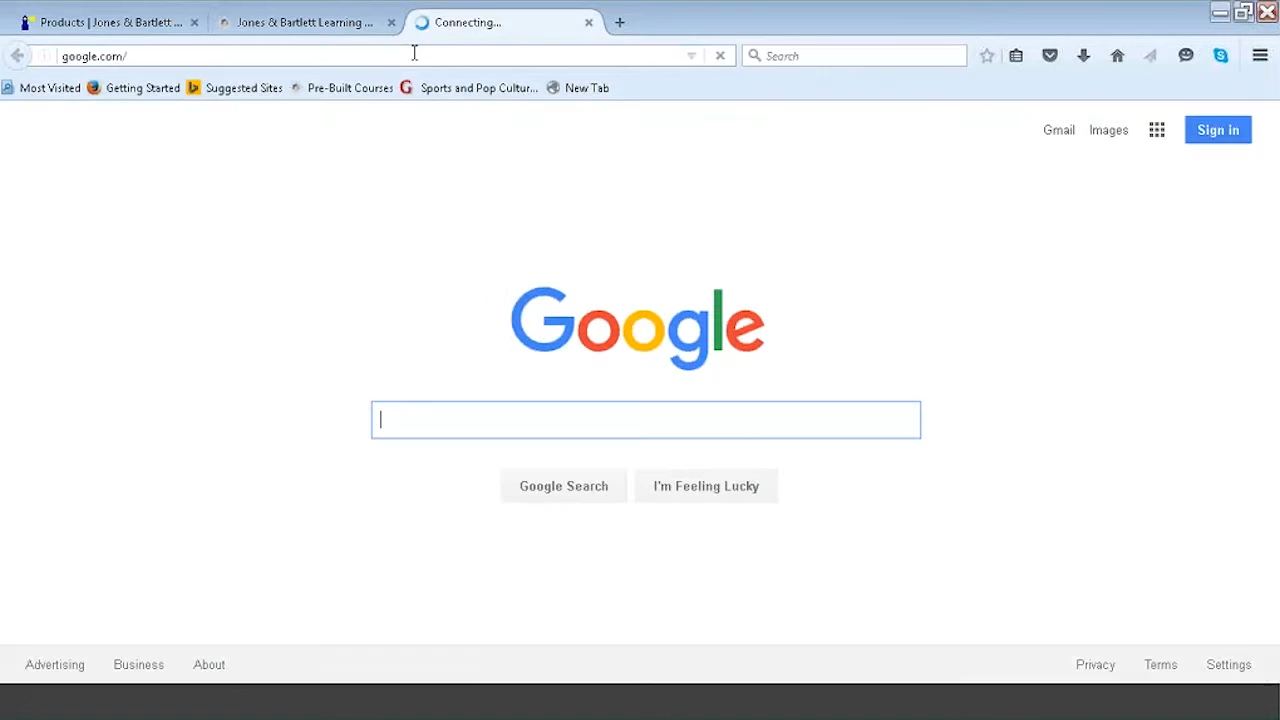 Products | Jones & Bartlett ...
Jones & Bartlett Learning ...
Connecting...
google.com/
Search
Most Visited
Getting Started
Suggested Sites
Pre-Built Courses
Sports and Pop Cultur...
New Tab
Gmail
Images
Sign in
Google
Google Search
I'm Feeling Lucky
Advertising
Business
About
Privacy
Terms
Settings